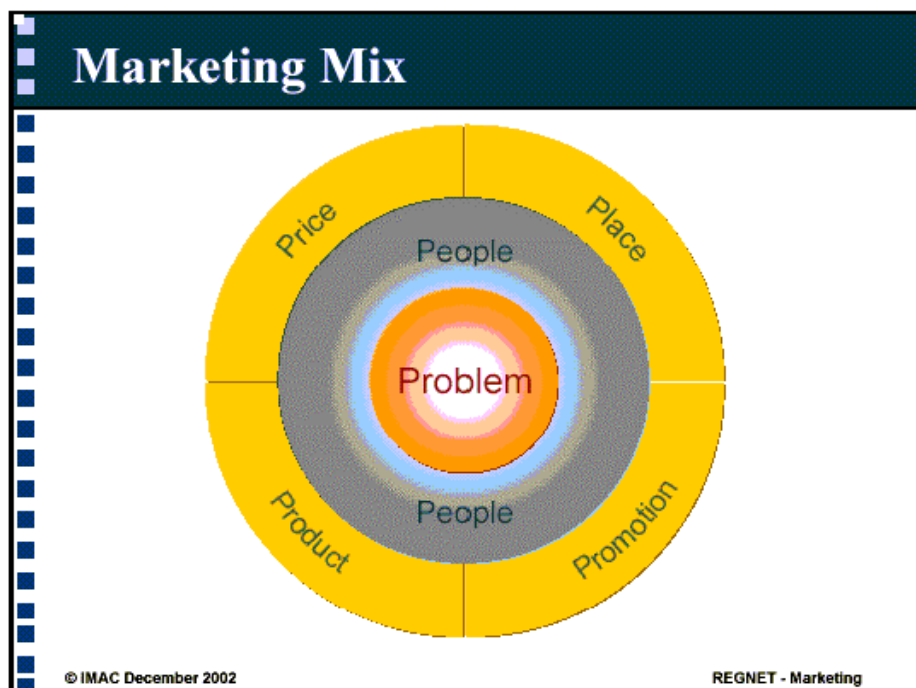 Marketing Mix
Price
Place
People
Problem
People
Product
Promotion
© IMAC December 2002
REGNET - Marketing